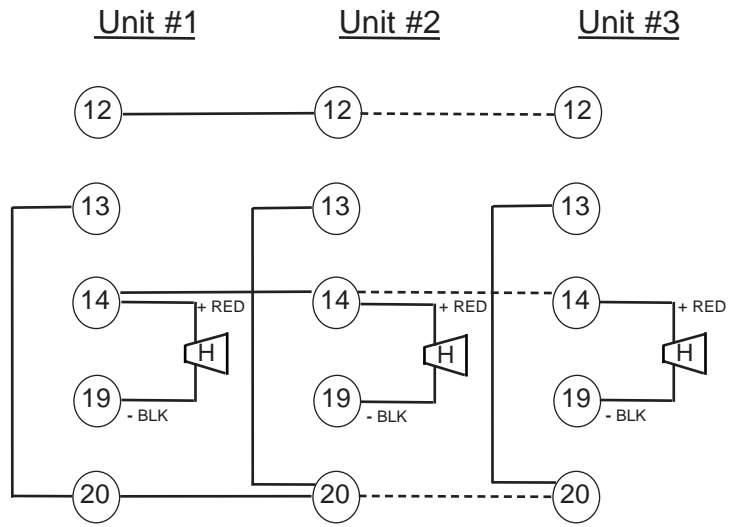 Unit #1 Unit #2 Unit #3
12 12 12
13 13 13
14 14 14
+ RED + RED + RED
H H H
19 19 19
- BLK - BLK - BLK
20 20 20